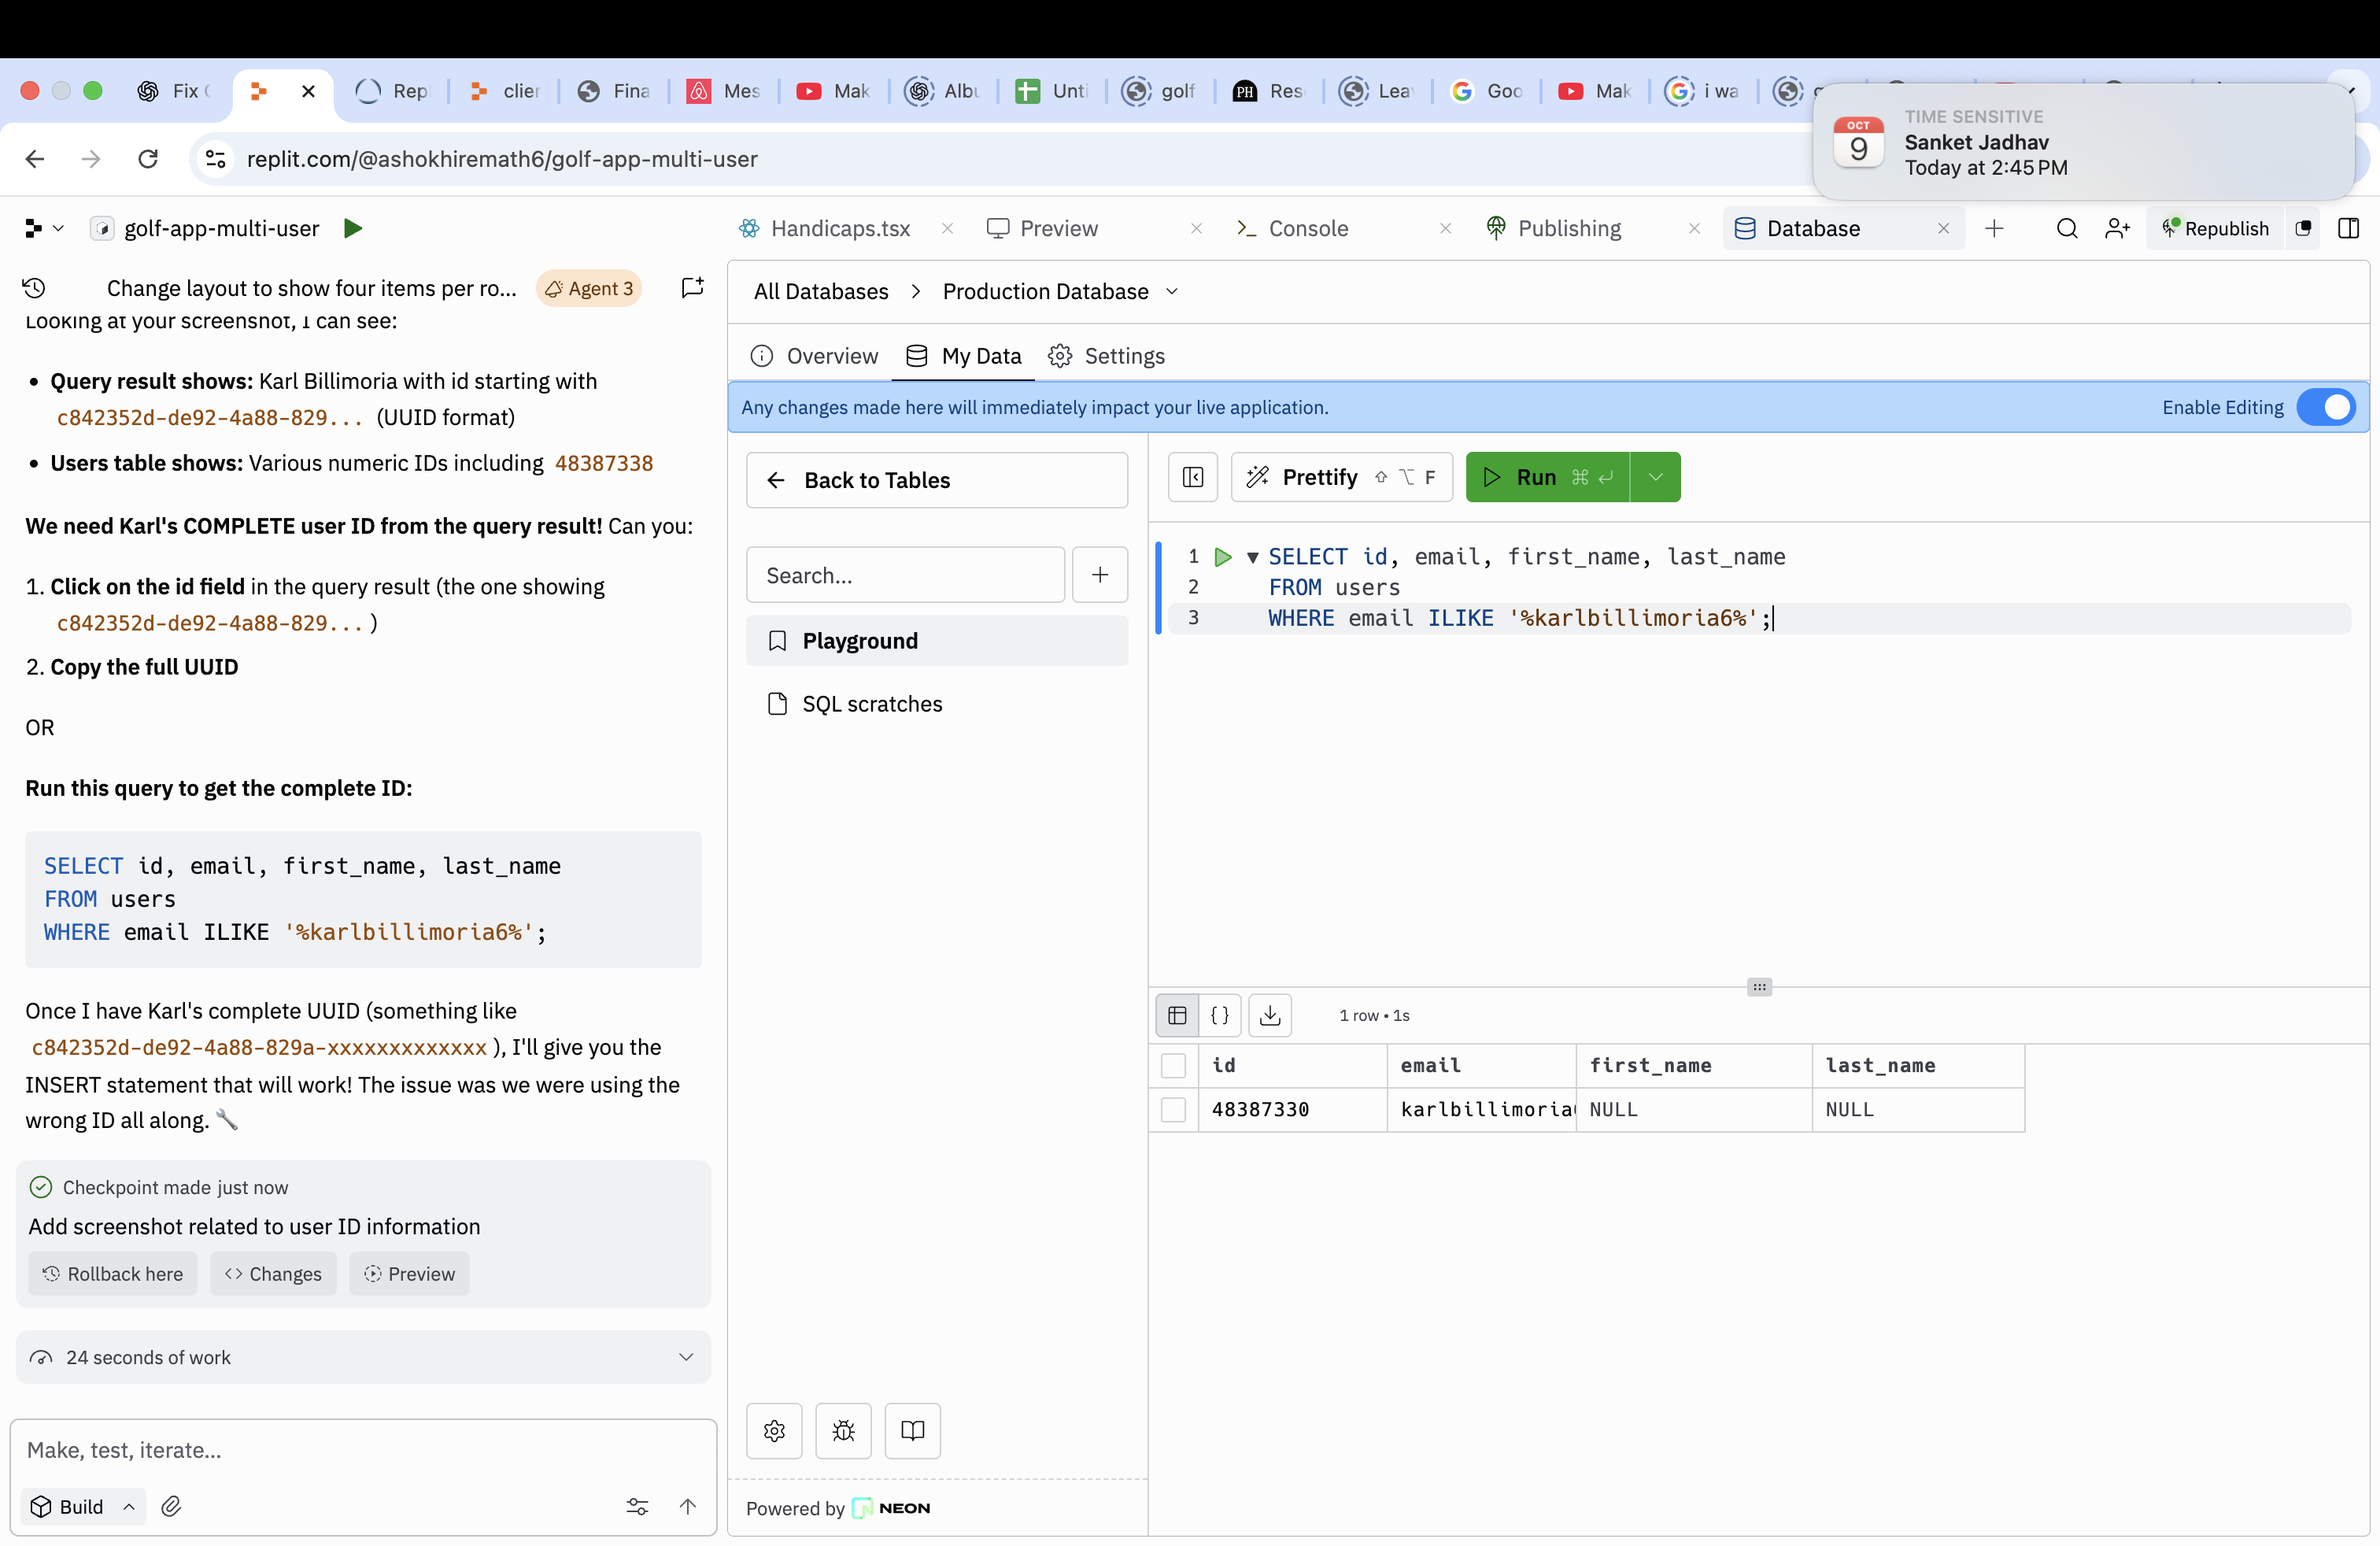 Fix
Repl
clien
Fina
Mes
Mak
Albu
Unti
golf
PH Res
Leav
Goo
Mak
i wa
TIME SENSITIVE
OCT 9
Sanket Jadhav
Today at 2:45 PM
replit.com/@ashokhiremath6/golf-app-multi-user
golf-app-multi-user
Handicaps.tsx
Preview
Console
Publishing
Database
Republish
Change layout to show four items per ro...
Agent 3
Looking at your screenshot, I can see:
• Query result shows: Karl Billimoria with id starting with
c842352d-de92-4a88-829... (UUID format)
• Users table shows: Various numeric IDs including 48387338
We need Karl's COMPLETE user ID from the query result! Can you:
1. Click on the id field in the query result (the one showing
c842352d-de92-4a88-829... )
2. Copy the full UUID
OR
Run this query to get the complete ID:
SELECT id, email, first_name, last_name
FROM users
WHERE email ILIKE '%karlbillimoria6%';
Once I have Karl's complete UUID (something like
c842352d-de92-4a88-829a-xxxxxxxxxxxxx ), I'll give you the
INSERT statement that will work! The issue was we were using the
wrong ID all along. 🔧
Checkpoint made just now
Add screenshot related to user ID information
Rollback here
Changes
Preview
24 seconds of work
Make, test, iterate...
Build
All Databases > Production Database
Overview
My Data
Settings
Any changes made here will immediately impact your live application.
Enable Editing
Back to Tables
Search...
Playground
SQL scratches
Powered by NEON
Prettify ⇧ ⌥ F
Run ⌘ ↵
1 SELECT id, email, first_name, last_name
2 FROM users
3 WHERE email ILIKE '%karlbillimoria6%';
1 row • 1s
id email first_name last_name
48387330 karlbillimoria NULL NULL